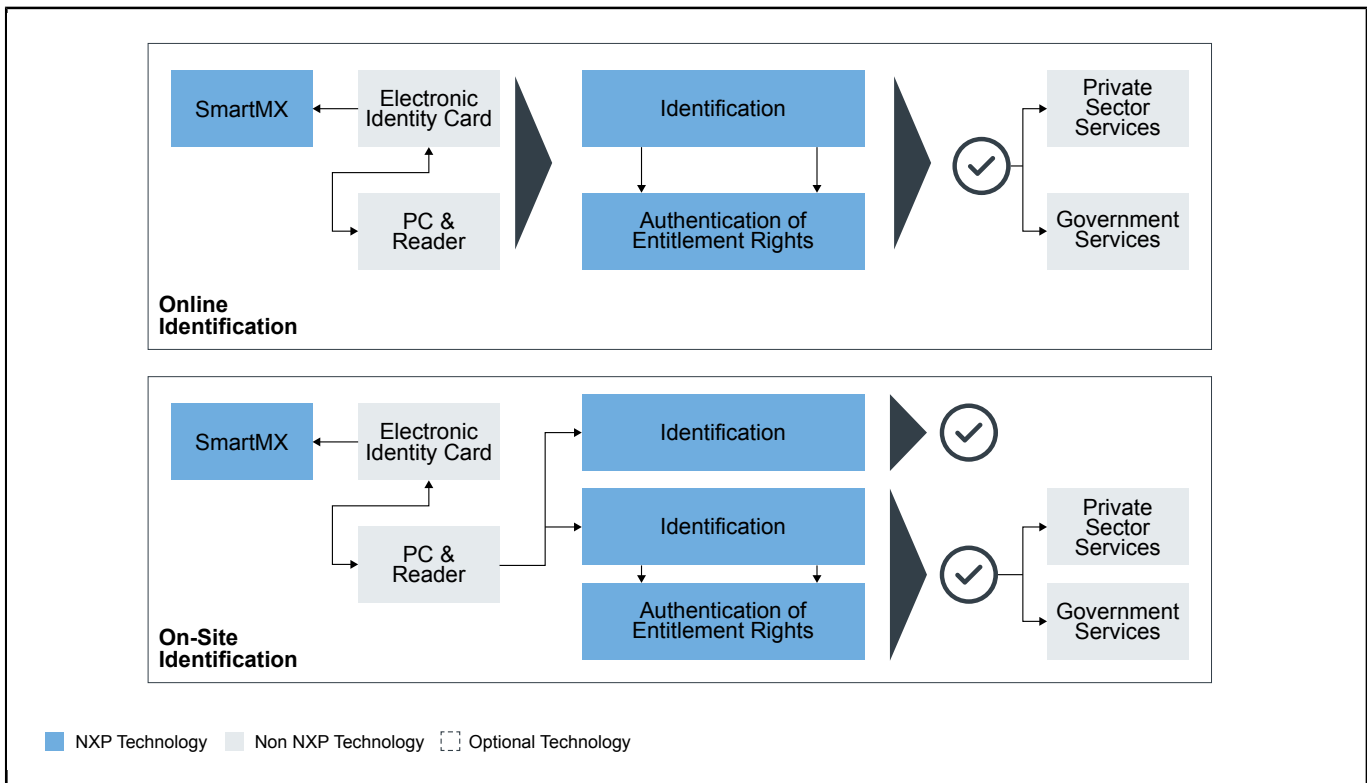 SmartMX
Electronic
Identity Card
PC &
Reader
Identification
Authentication of
Entitlement Rights
Private
Sector
Services
Government
Services
Online
Identification
SmartMX
Electronic
Identity Card
PC &
Reader
Identification
Identification
Authentication of
Entitlement Rights
Private
Sector
Services
Government
Services
On-Site
Identification
NXP Technology
Non NXP Technology
Optional Technology